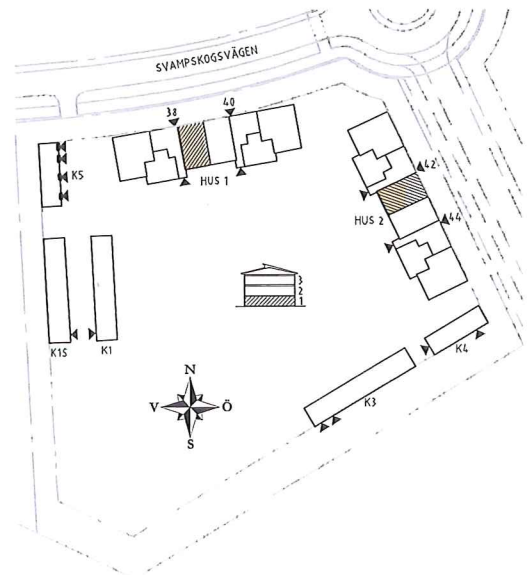 SVAMPSKOGSVÄGEN
38
40
K5
HUS 1
42
HUS 2
44
3
2
1
K1S
K1
K4
K3
N
V
Ö
S